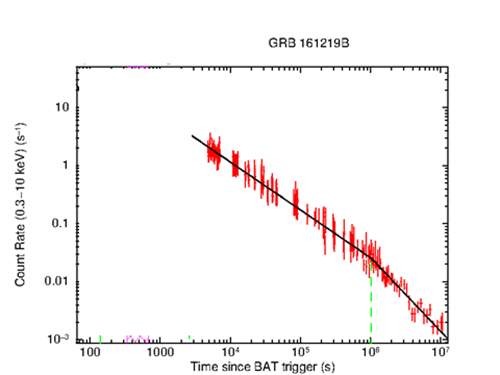 GRB 161219B
10
1
0.1
0.01
10⁻³
Count Rate (0.3−10 keV) (s⁻¹)
100 1000 10⁴ 10⁵ 10⁶ 10⁷
Time since BAT trigger (s)